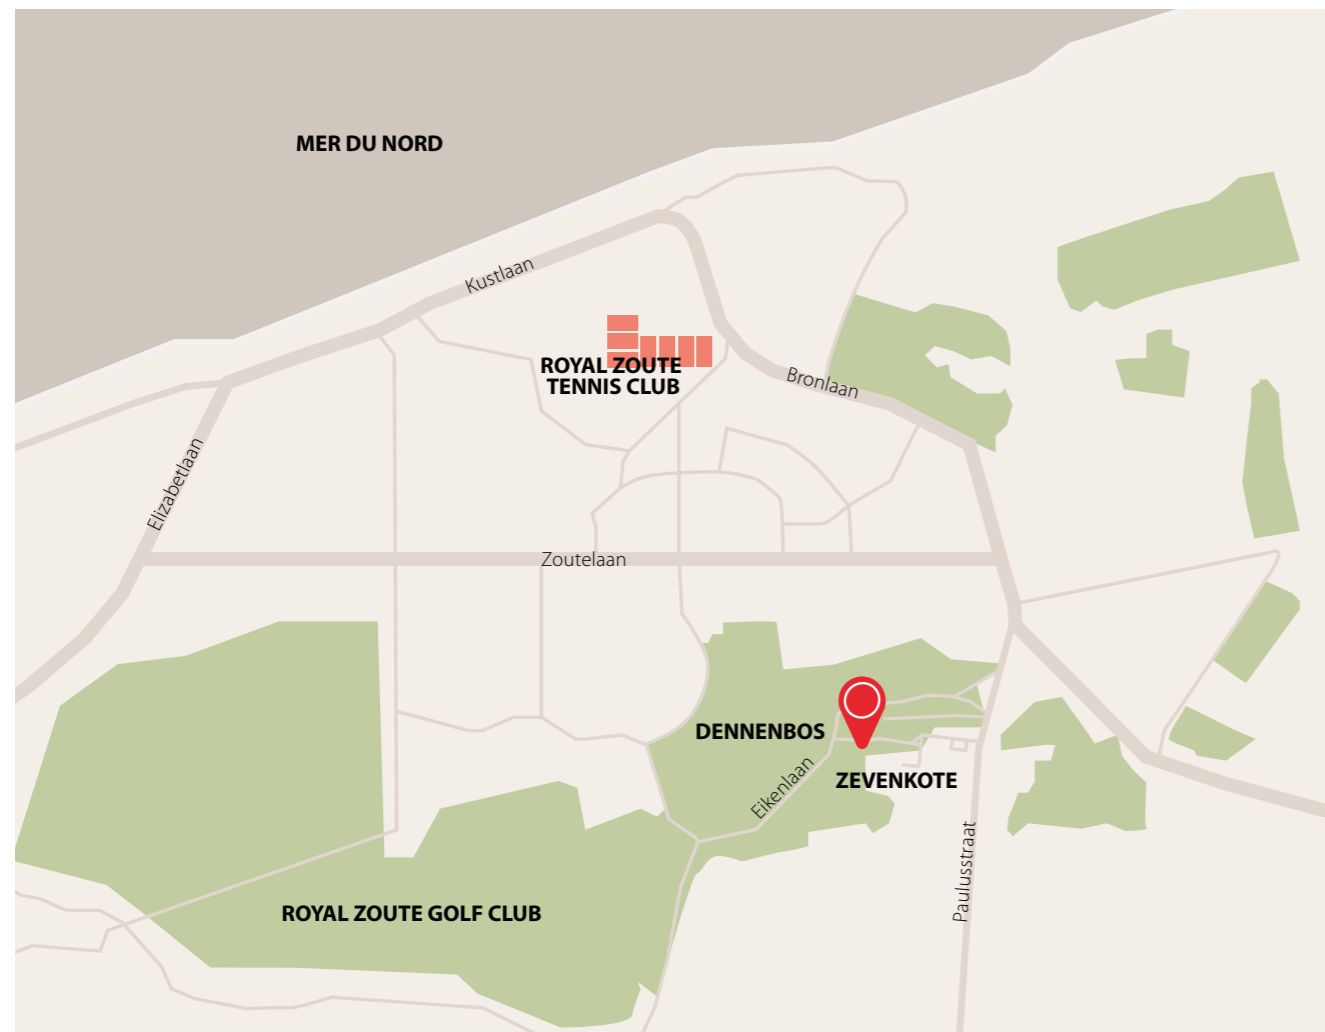 MER DU NORD
Kustlaan
ROYAL ZOUTE
TENNIS CLUB
Bronlaan
Elizabetlaan
Zoutelaan
DENNENBOS
Eikenlaan
ZEVENKOTE
Paulusstraat
ROYAL ZOUTE GOLF CLUB